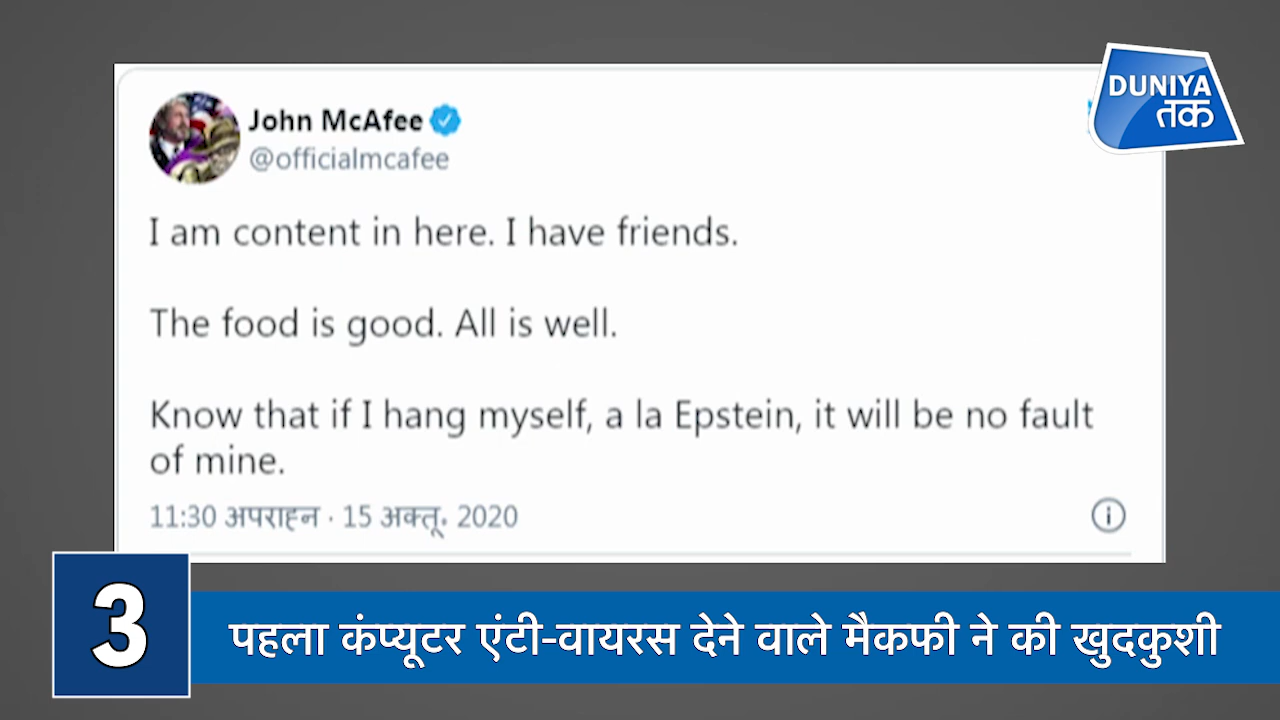 DUNIYA
तक
John McAfee
@officialmcafee
I am content in here. I have friends.
The food is good. All is well.
Know that if I hang myself, a la Epstein, it will be no fault
of mine.
11:30 अपराह्न · 15 अक्तू॰ 2020
3
पहला कंप्यूटर एंटी-वायरस देने वाले मैकफी ने की खुदकुशी